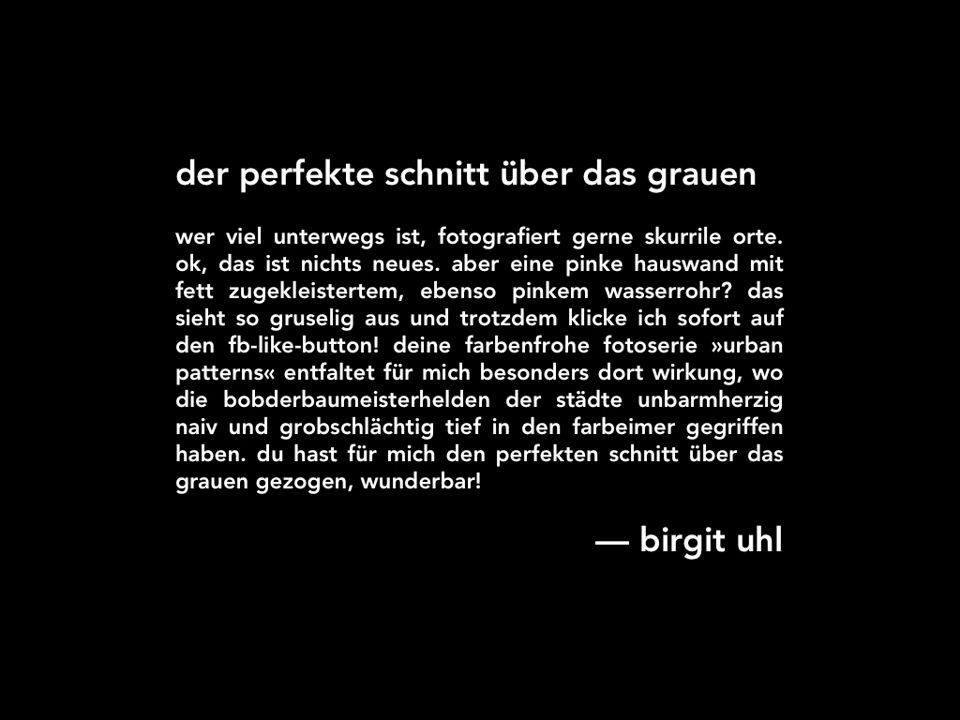 der perfekte schnitt über das grauen
wer viel unterwegs ist, fotografiert gerne skurrile orte.
ok, das ist nichts neues. aber eine pinke hauswand mit
fett zugekleistertem, ebenso pinkem wasserrohr? das
sieht so gruselig aus und trotzdem klicke ich sofort auf
den fb-like-button! deine farbenfrohe fotoserie »urban
patterns« entfaltet für mich besonders dort wirkung, wo
die bobderbaumeisterhelden der städte unbarmherzig
naiv und grobschlächtig tief in den farbeimer gegriffen
haben. du hast für mich den perfekten schnitt über das
grauen gezogen, wunderbar!
— birgit uhl